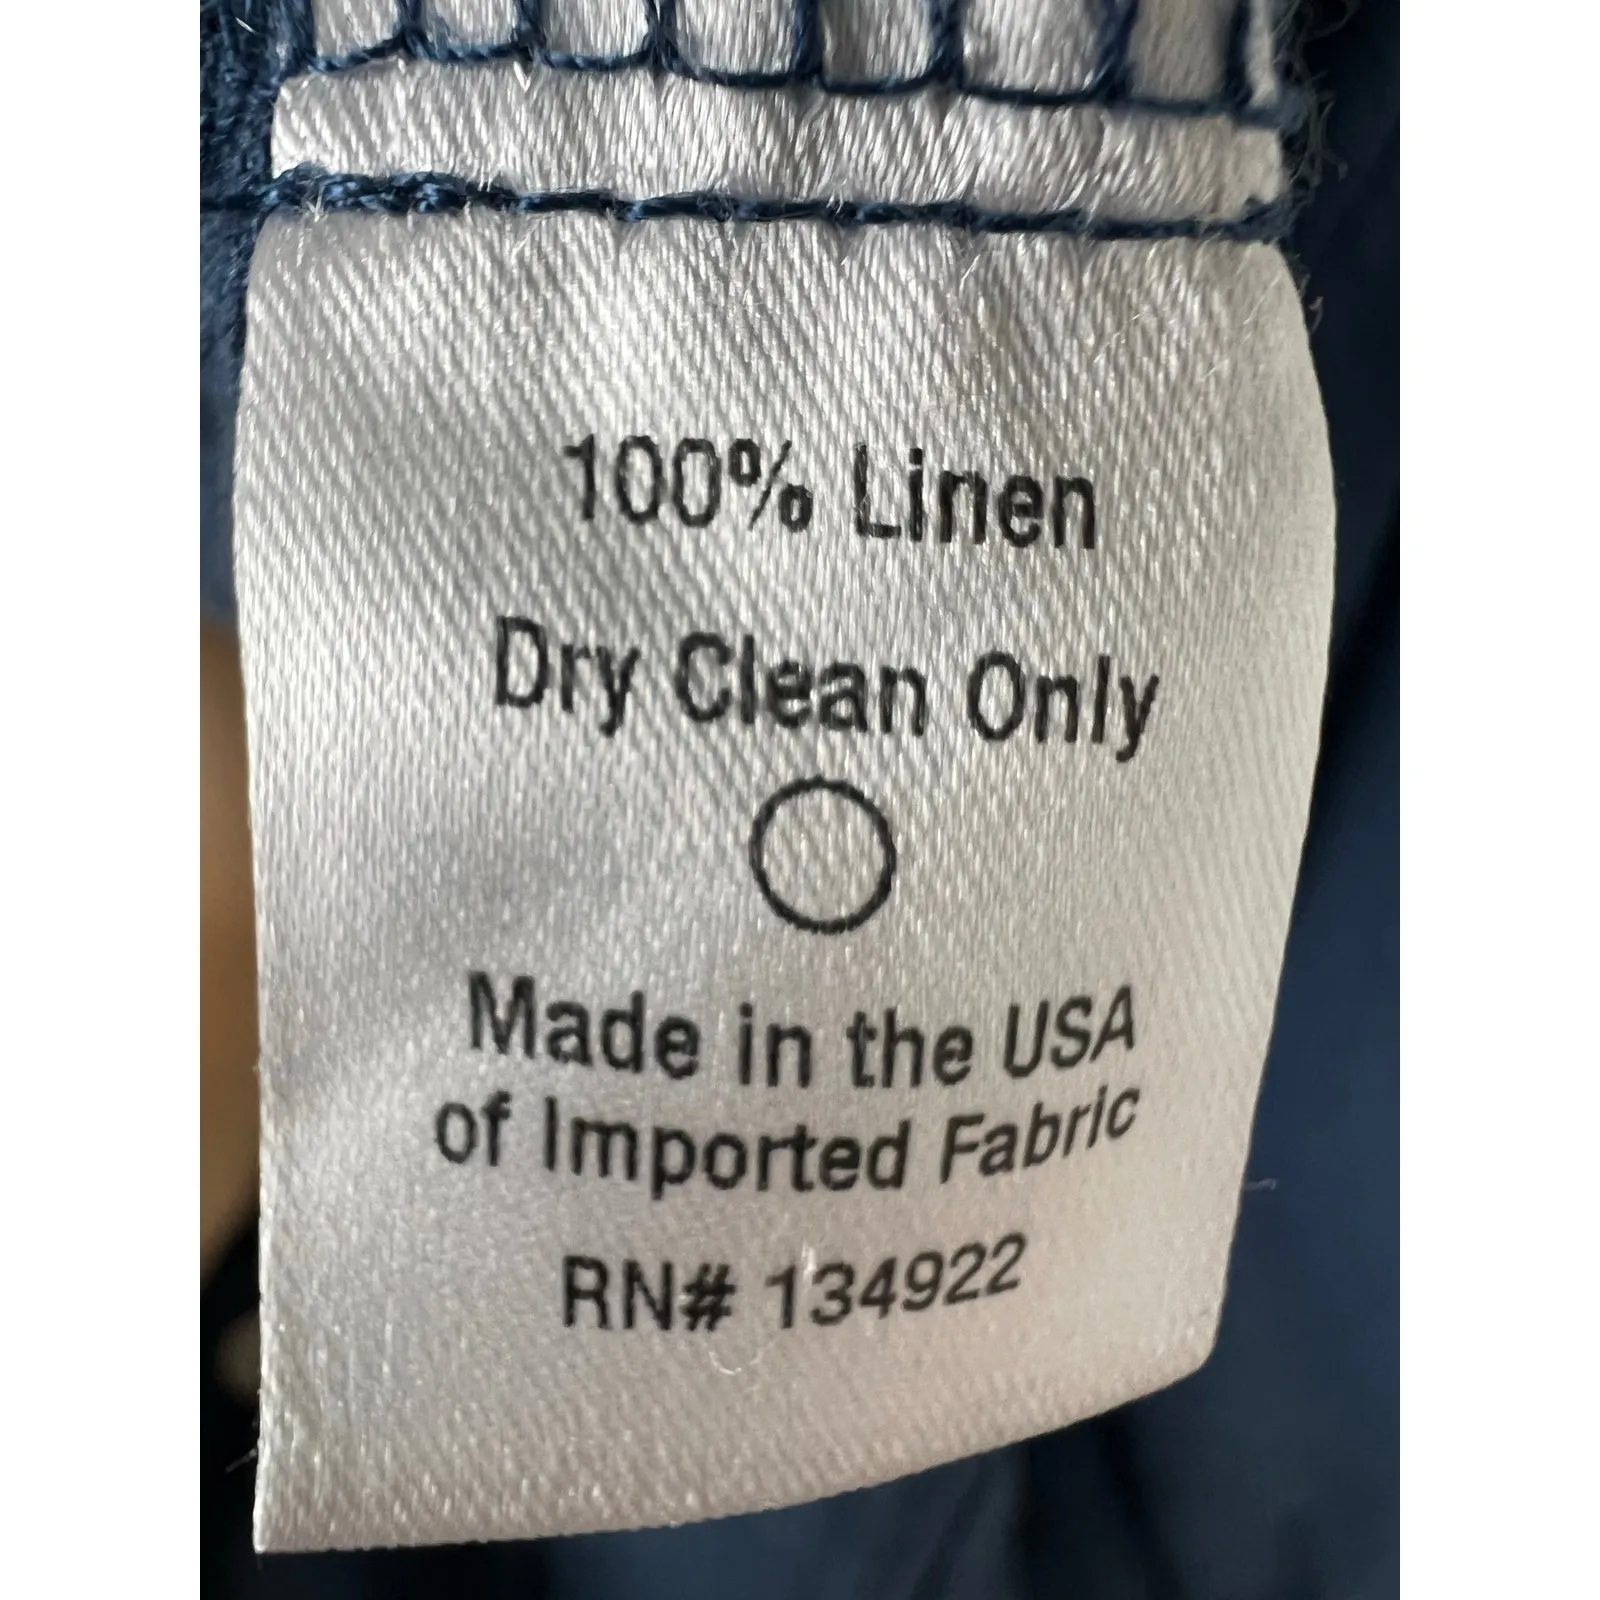 100% Linen
Dry Clean Only
Made in the USA
of Imported Fabric
RN# 134922